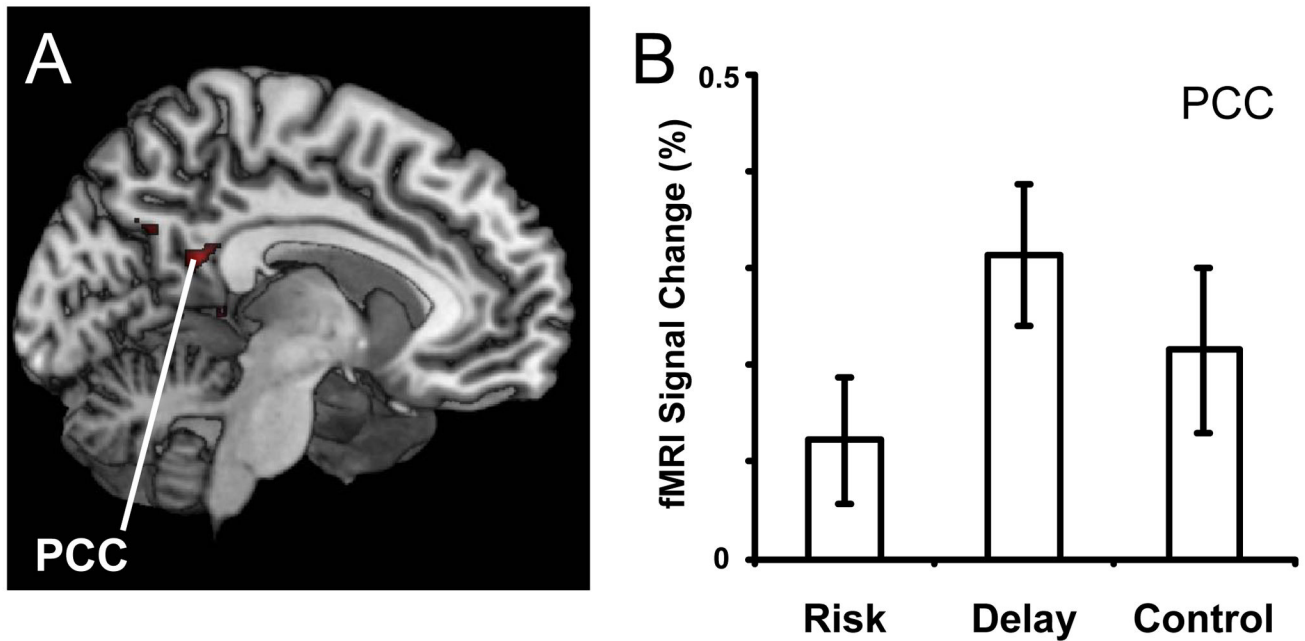 A
PCC
B
PCC
fMRI Signal Change (%)
0.5
0
Risk Delay Control